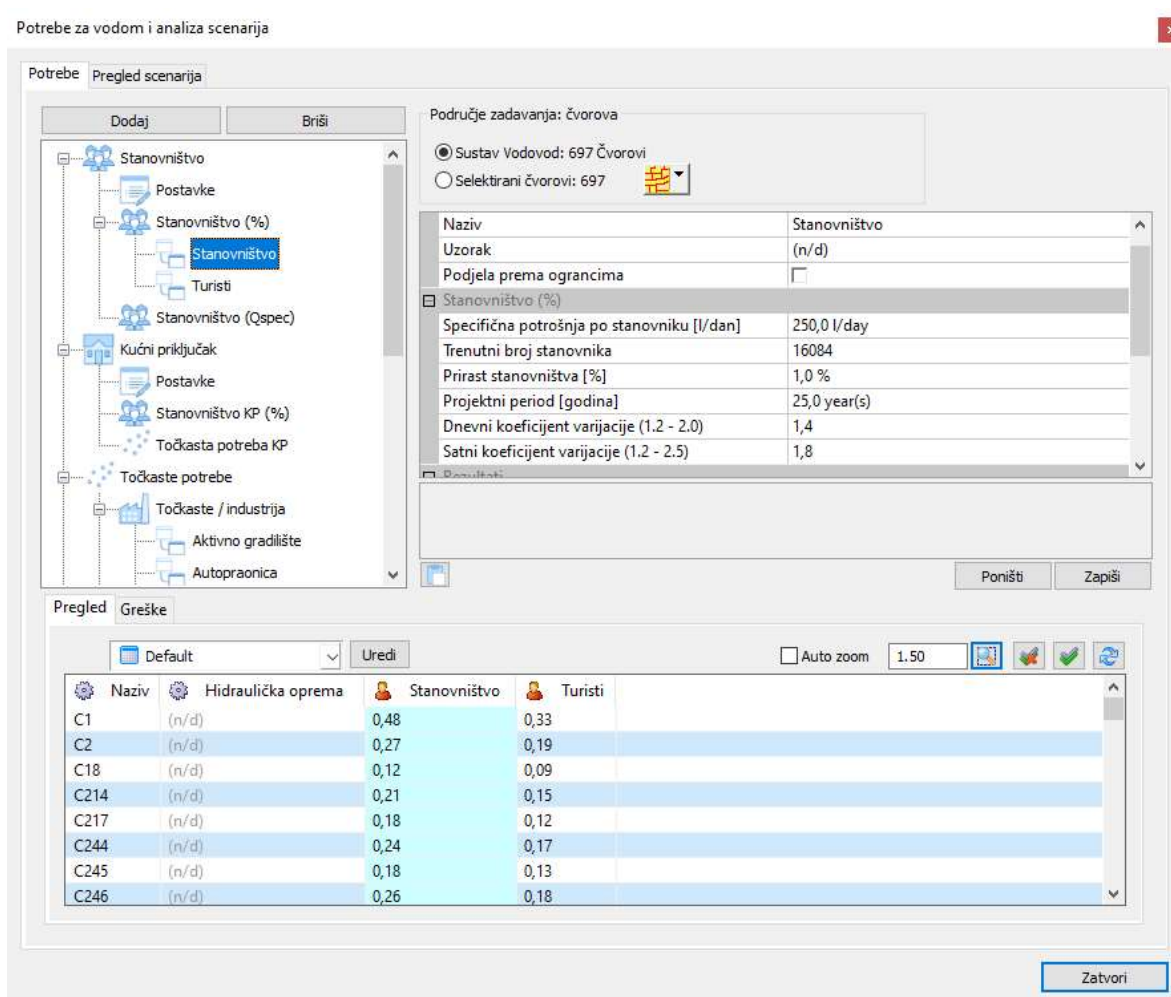 Potrebe za vodom i analiza scenarija
Potrebe Pregled scenarija
Dodaj Briši
Stanovništvo
Postavke
Stanovništvo (%)
Stanovništvo
Turisti
Stanovništvo (Qspec)
Kućni priključak
Postavke
Stanovništvo KP (%)
Točkasta potreba KP
Točkaste potrebe
Točkaste / industrija
Aktivno gradilište
Autopraonica
Područje zadavanja: čvorova
Sustav Vodovod: 697 Čvorovi
Selektirani čvorovi: 697
Naziv Stanovništvo
Uzorak (n/d)
Podjela prema ograncima
Stanovništvo (%)
Specifična potrošnja po stanovniku [l/dan] 250,0 l/day
Trenutni broj stanovnika 16084
Prirast stanovništva [%] 1,0 %
Projektni period [godina] 25,0 year(s)
Dnevni koeficijent varijacije (1.2 - 2.0) 1,4
Satni koeficijent varijacije (1.2 - 2.5) 1,8
Rezultati
Poništi Zapiši
Pregled Greške
Default Uredi Auto zoom 1.50
Naziv Hidraulička oprema Stanovništvo Turisti
C1 (n/d) 0,48 0,33
C2 (n/d) 0,27 0,19
C18 (n/d) 0,12 0,09
C214 (n/d) 0,21 0,15
C217 (n/d) 0,18 0,12
C244 (n/d) 0,24 0,17
C245 (n/d) 0,18 0,13
C246 (n/d) 0,26 0,18
Zatvori